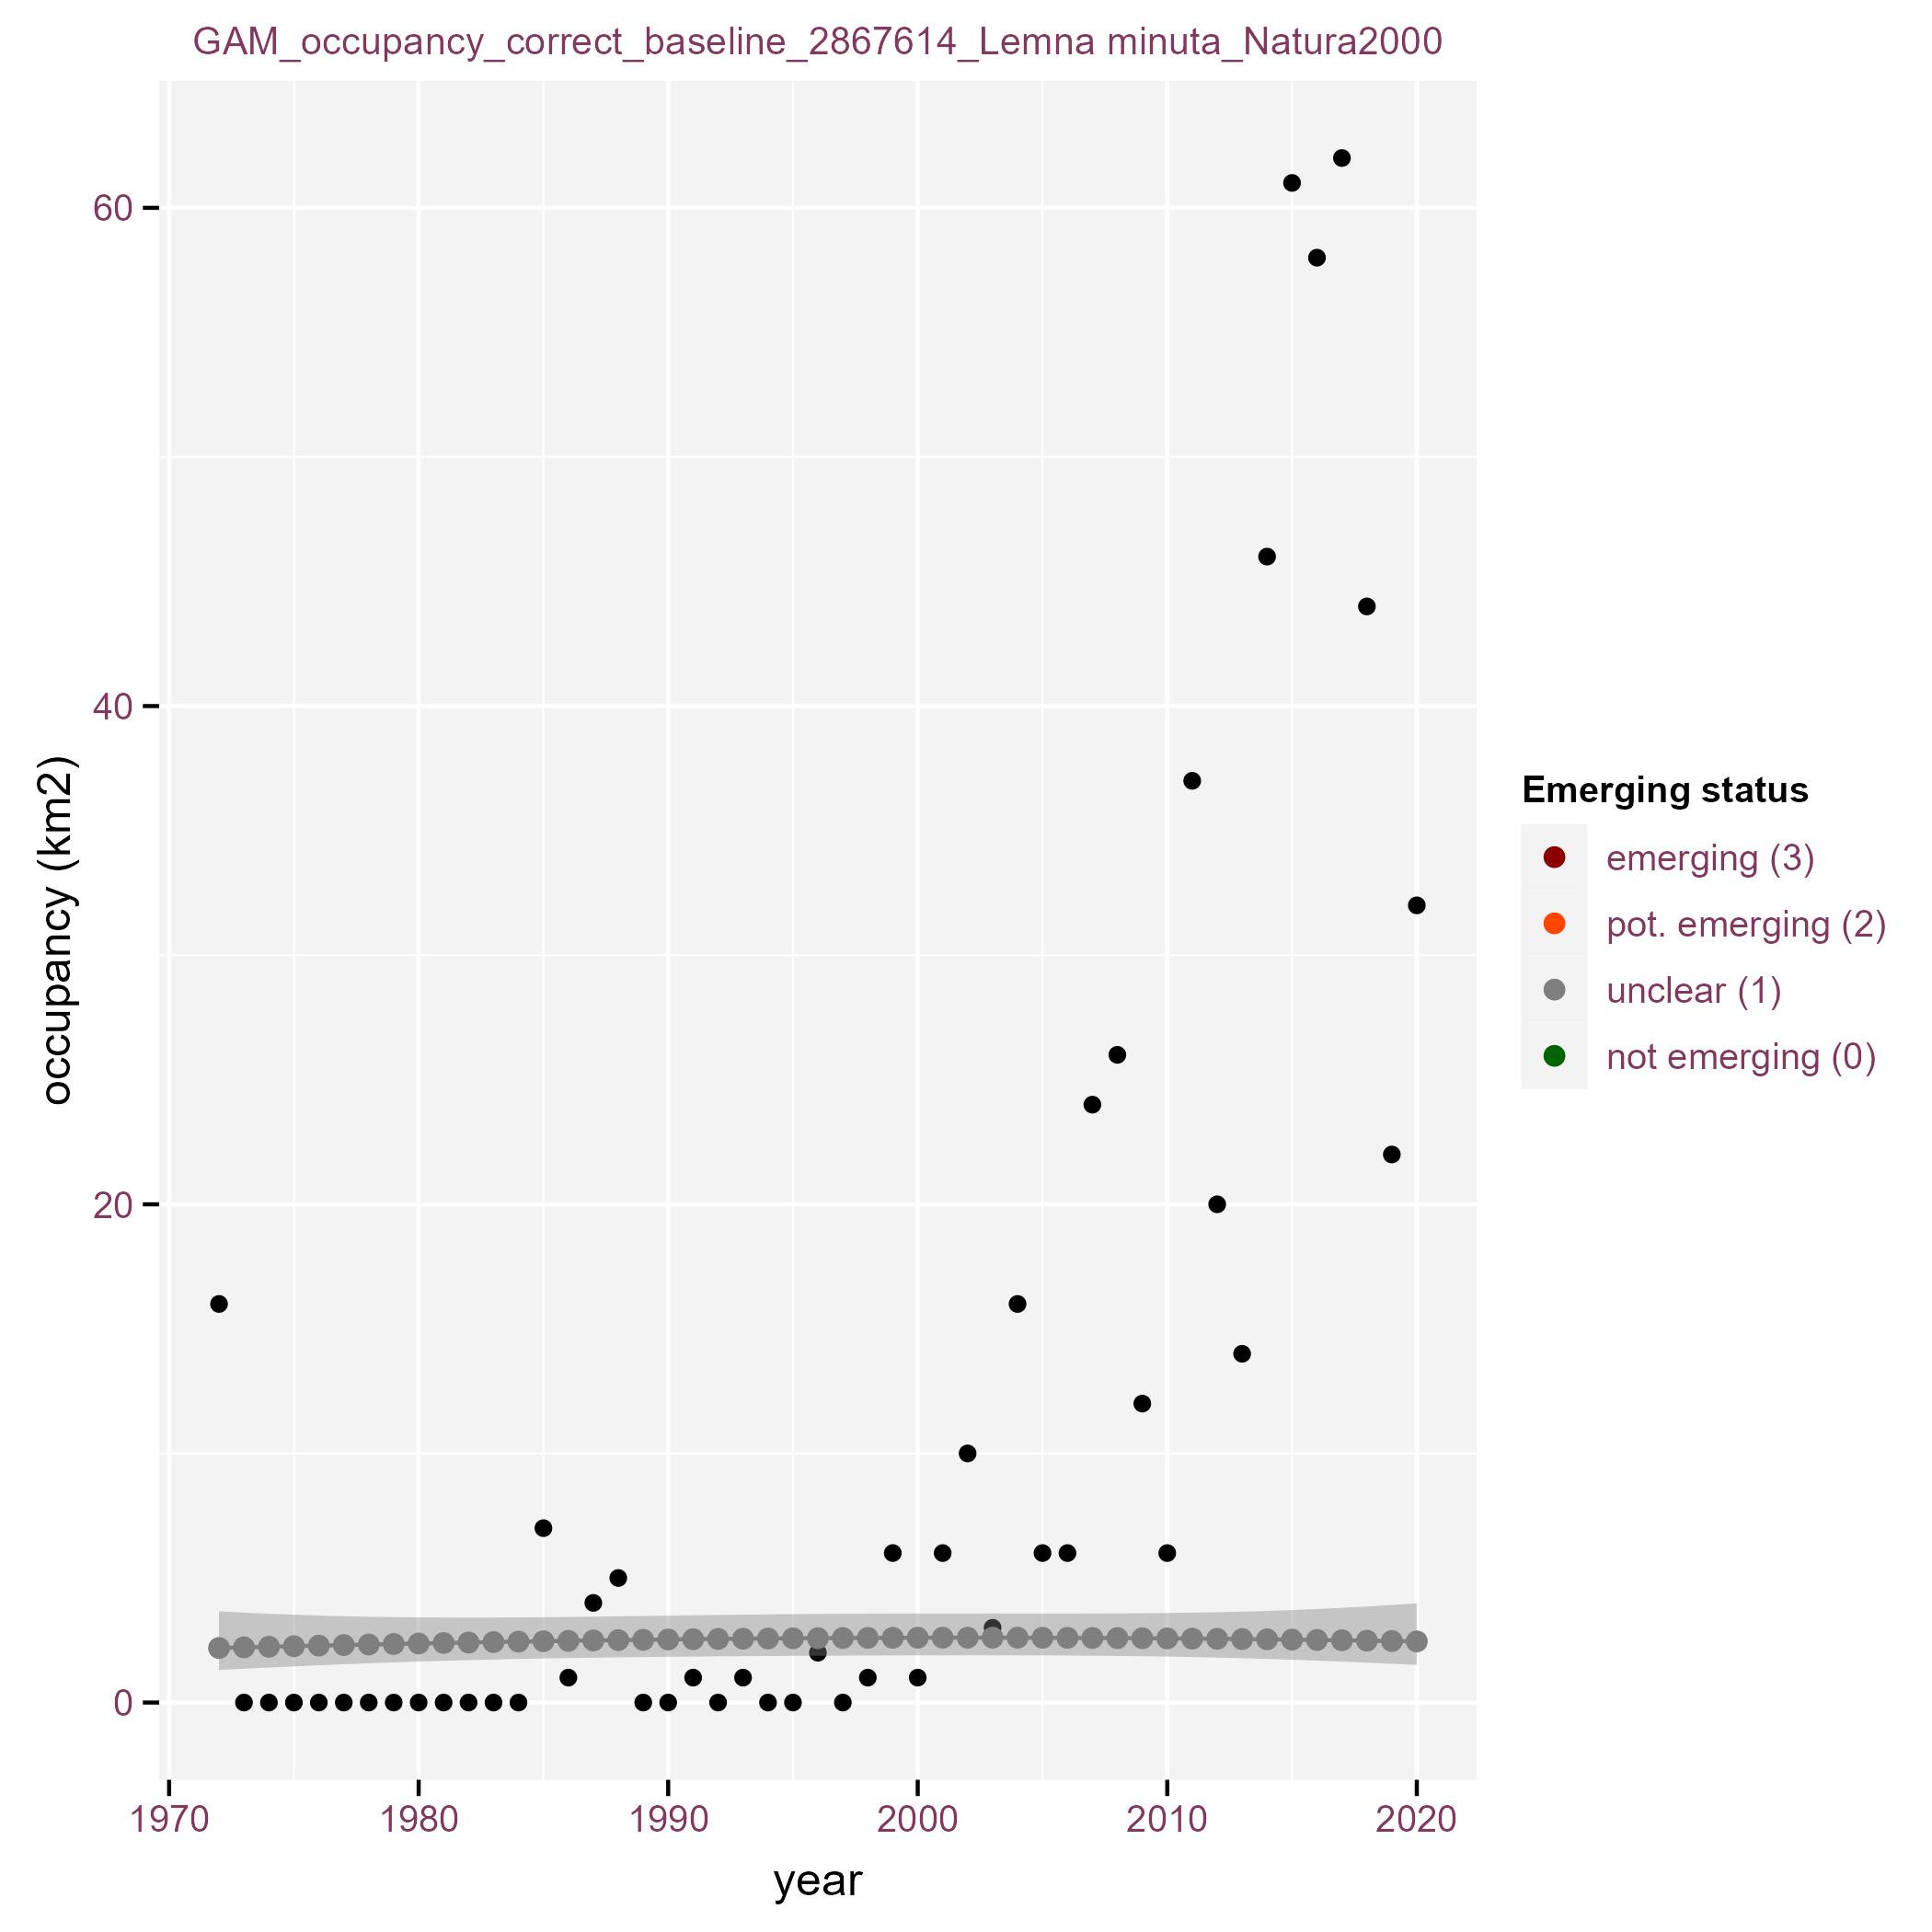 GAM_occupancy_correct_baseline_2867614_Lemna minuta_Natura2000
60
40
20
0
occupancy (km2)
1970 1980 1990 2000 2010 2020
year
Emerging status
emerging (3)
pot. emerging (2)
unclear (1)
not emerging (0)